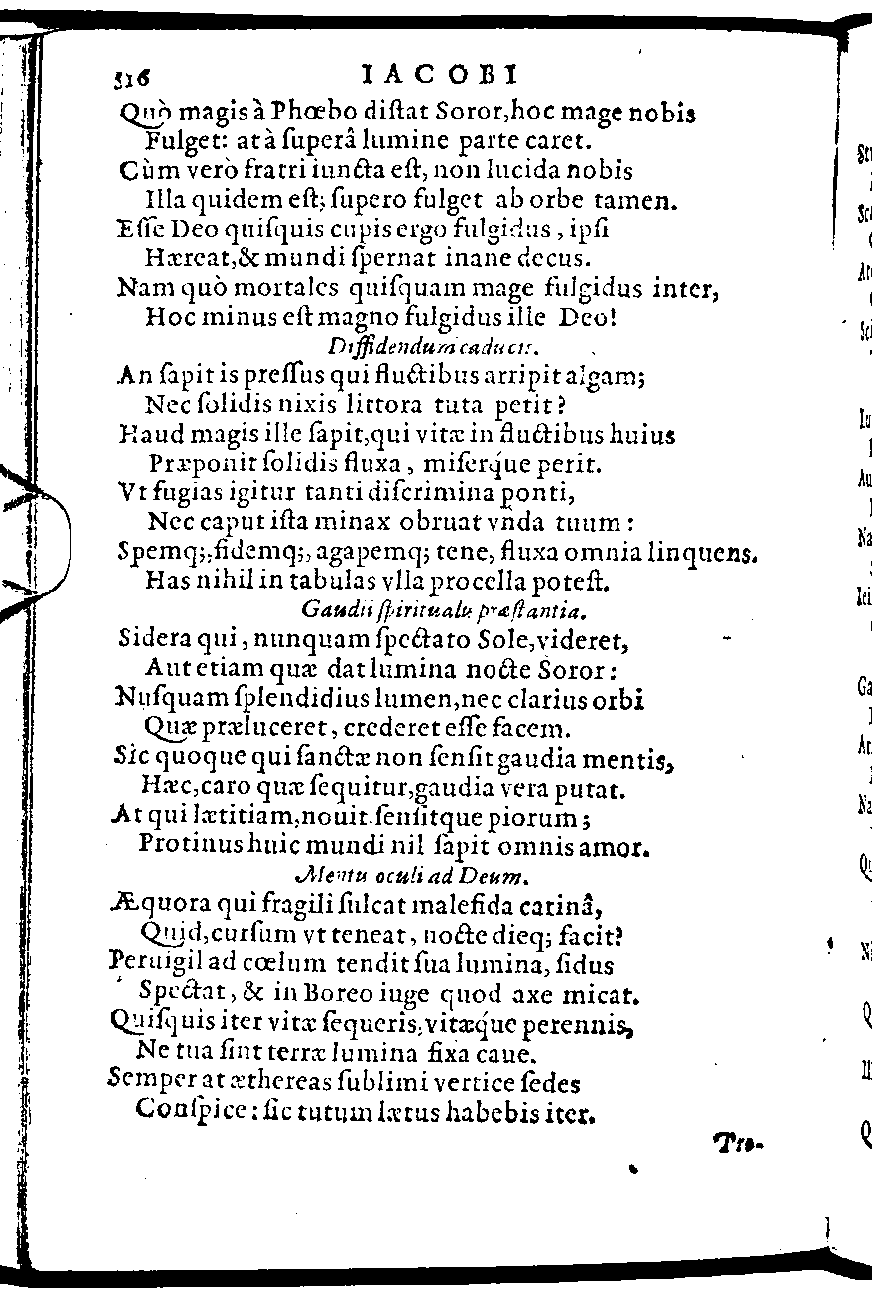 316 IACOBI
Quò magis à Phœbo diſtat Soror,hoc mage nobis
Fulget: at à ſuperâ lumine parte caret.
Cùm verò fratri iuncta eſt, non lucida nobis
Illa quidem eſt; ſupero fulget ab orbe tamen.
Eſſe Deo quiſquis cupis ergo fulgidus, ipſi
Hæreat,& mundi ſpernat inane decus.
Nam quò mortales quiſquam mage fulgidus inter,
Hoc minus eſt magno fulgidus ille Deo!
Diffidendum caducis.
An ſapit is preſſus qui fluctibus arripit algam;
Nec ſolidis nixis littora tuta petit?
Haud magis ille ſapit,qui vitæ in fluctibus huius
Præponit ſolidis fluxa, miſerq́ue perit.
Vt fugias igitur tanti diſcrimina ponti,
Nec caput iſta minax obruat vnda tuum:
Spemq;,fidemq;, agapemq; tene, fluxa omnia linquens.
Has nihil in tabulas vlla procella poteſt.
Gaudii ſpiritualis præſtantia.
Sidera qui, nunquam ſpectato Sole,videret,
Aut etiam quæ dat lumina nocte Soror:
Nuſquam ſplendidius lumen,nec clarius orbi
Quæ præluceret, crederet eſſe facem.
Sic quoque qui ſanctæ non ſenſit gaudia mentis,
Hæc,caro quæ ſequitur,gaudia vera putat.
At qui lætitiam,nouit ſenſitque piorum;
Protinus huic mundi nil ſapit omnis amor.
Mentis oculi ad Deum.
Æquora qui fragili ſulcat malefida carinâ,
Quid,curſum vt teneat, nocte dieq; facit?
Peruigil ad cœlum tendit ſua lumina, ſidus
Spectat, & in Boreo iuge quod axe micat.
Quiſquis iter vitæ ſequeris,vitæq́ue perennis,
Ne tua ſint terræ lumina fixa caue.
Semper at æthereas ſublimi vertice ſedes
Conſpice: ſic tutum lætus habebis iter.